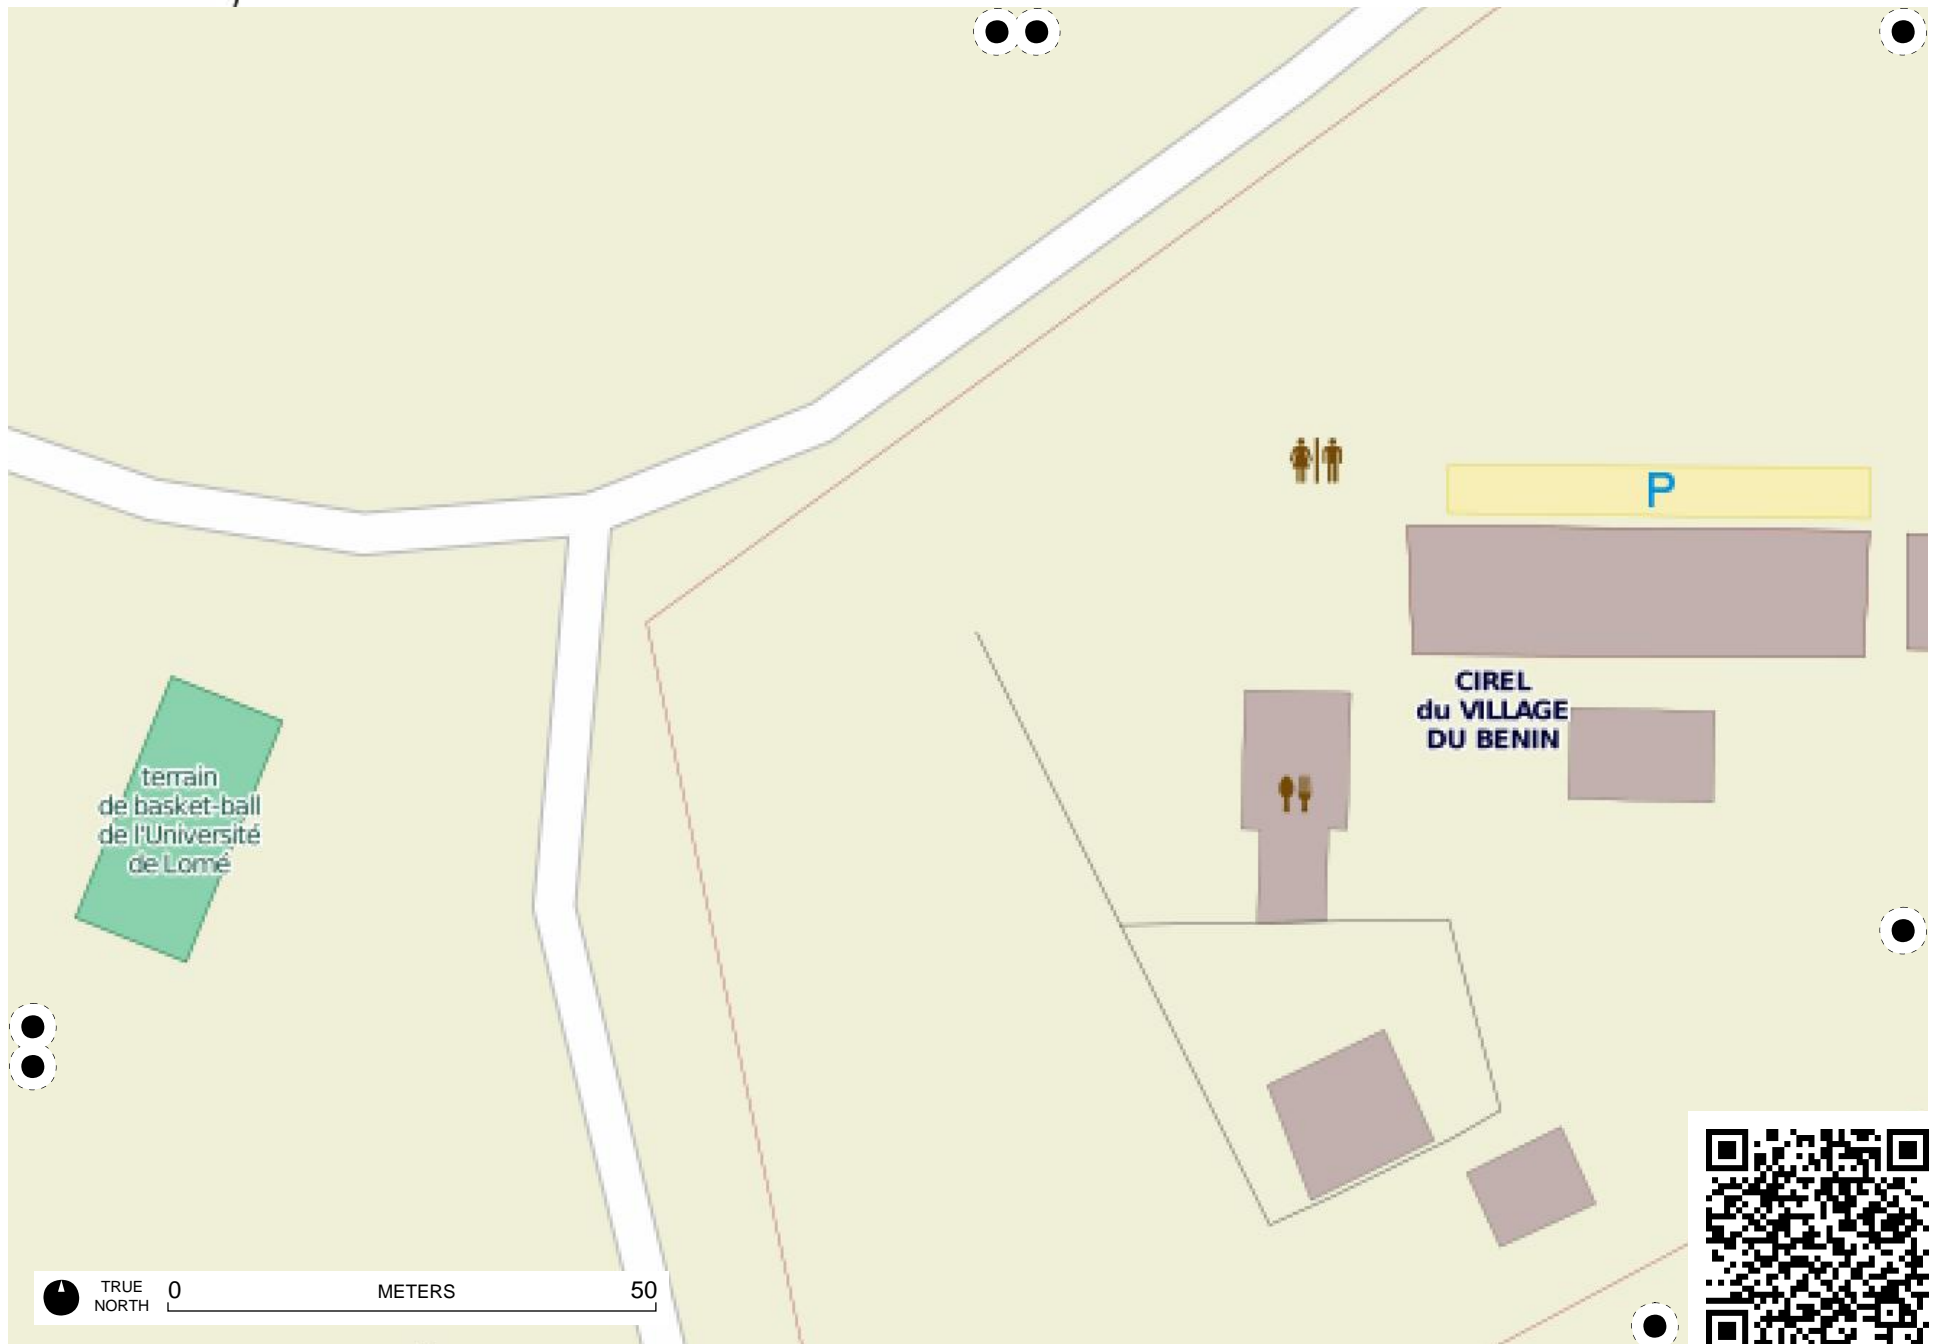 P
CIREL
du VILLAGE
DU BENIN
terrain
de basket-ball
de l'Université
de Lomé
TRUE
NORTH
0 METERS 50